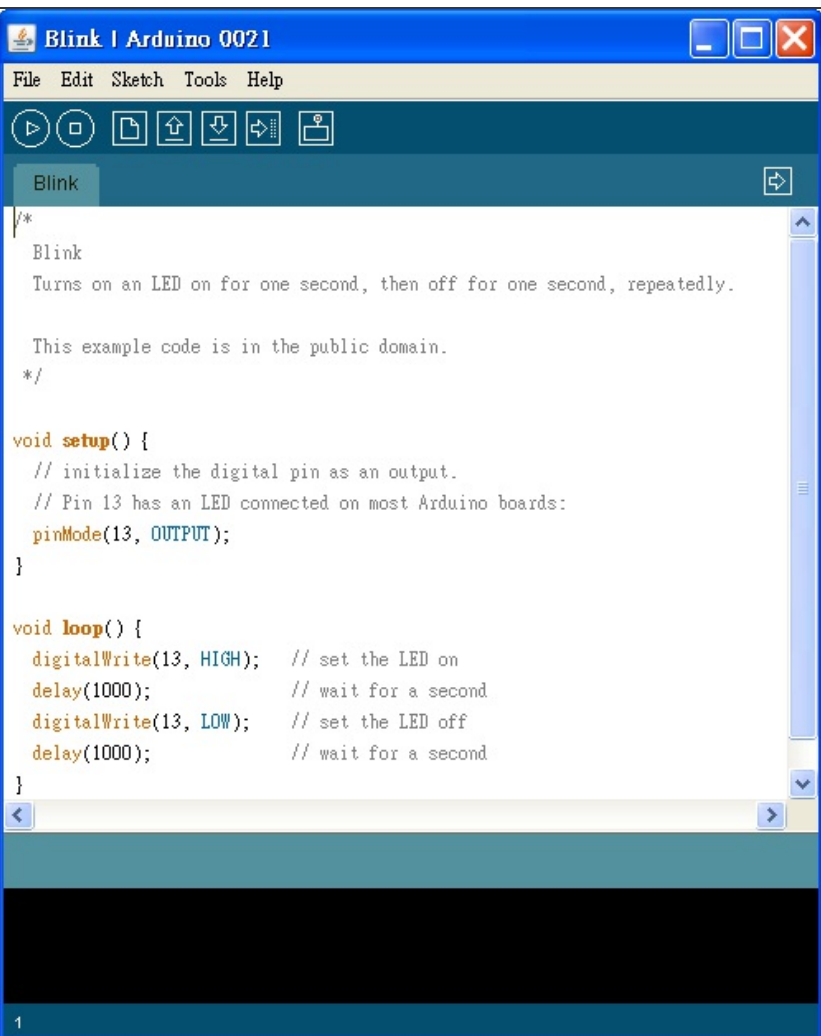 Blink | Arduino 0021
File Edit Sketch Tools Help
Blink
/*
  Blink
  Turns on an LED on for one second, then off for one second, repeatedly.

  This example code is in the public domain.
 */

void setup() {
  // initialize the digital pin as an output.
  // Pin 13 has an LED connected on most Arduino boards:
  pinMode(13, OUTPUT);
}

void loop() {
  digitalWrite(13, HIGH);   // set the LED on
  delay(1000);              // wait for a second
  digitalWrite(13, LOW);    // set the LED off
  delay(1000);              // wait for a second
}
1